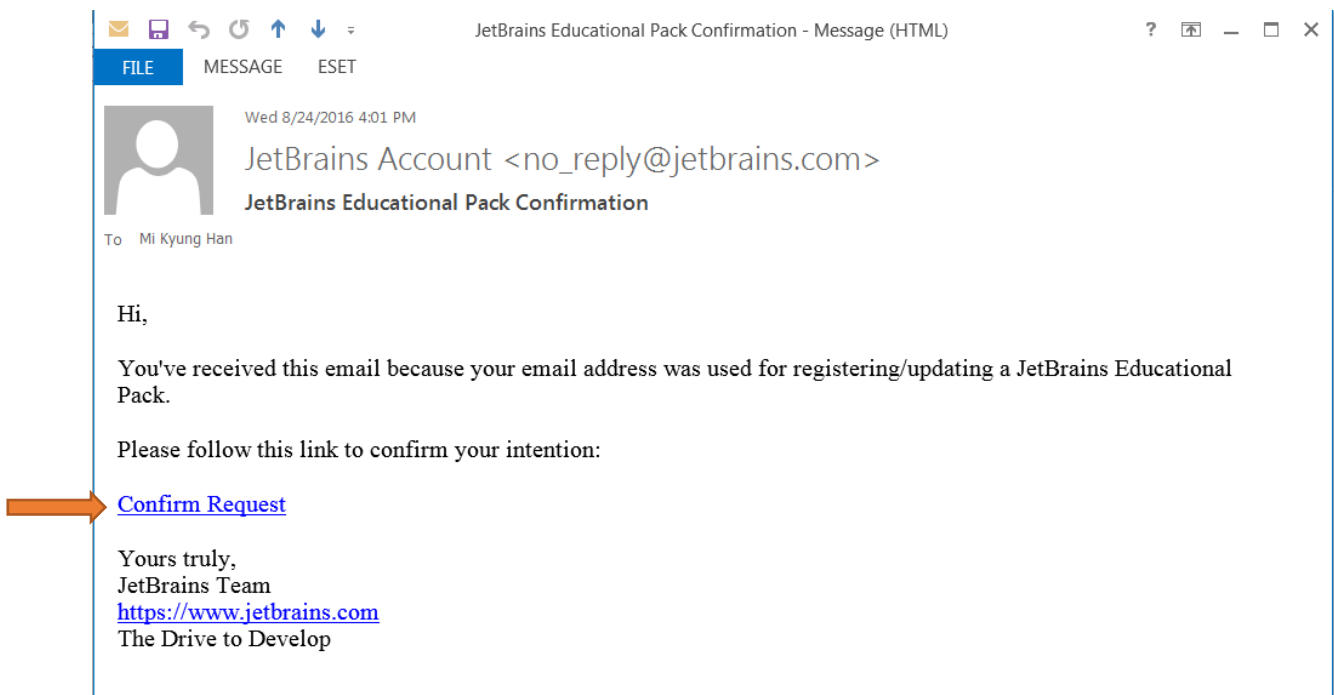 JetBrains Educational Pack Confirmation - Message (HTML)
FILE MESSAGE ESET
Wed 8/24/2016 4:01 PM
JetBrains Account <no_reply@jetbrains.com>
JetBrains Educational Pack Confirmation
To Mi Kyung Han
Hi,
You've received this email because your email address was used for registering/updating a JetBrains Educational
Pack.
Please follow this link to confirm your intention:
Confirm Request
Yours truly,
JetBrains Team
https://www.jetbrains.com
The Drive to Develop